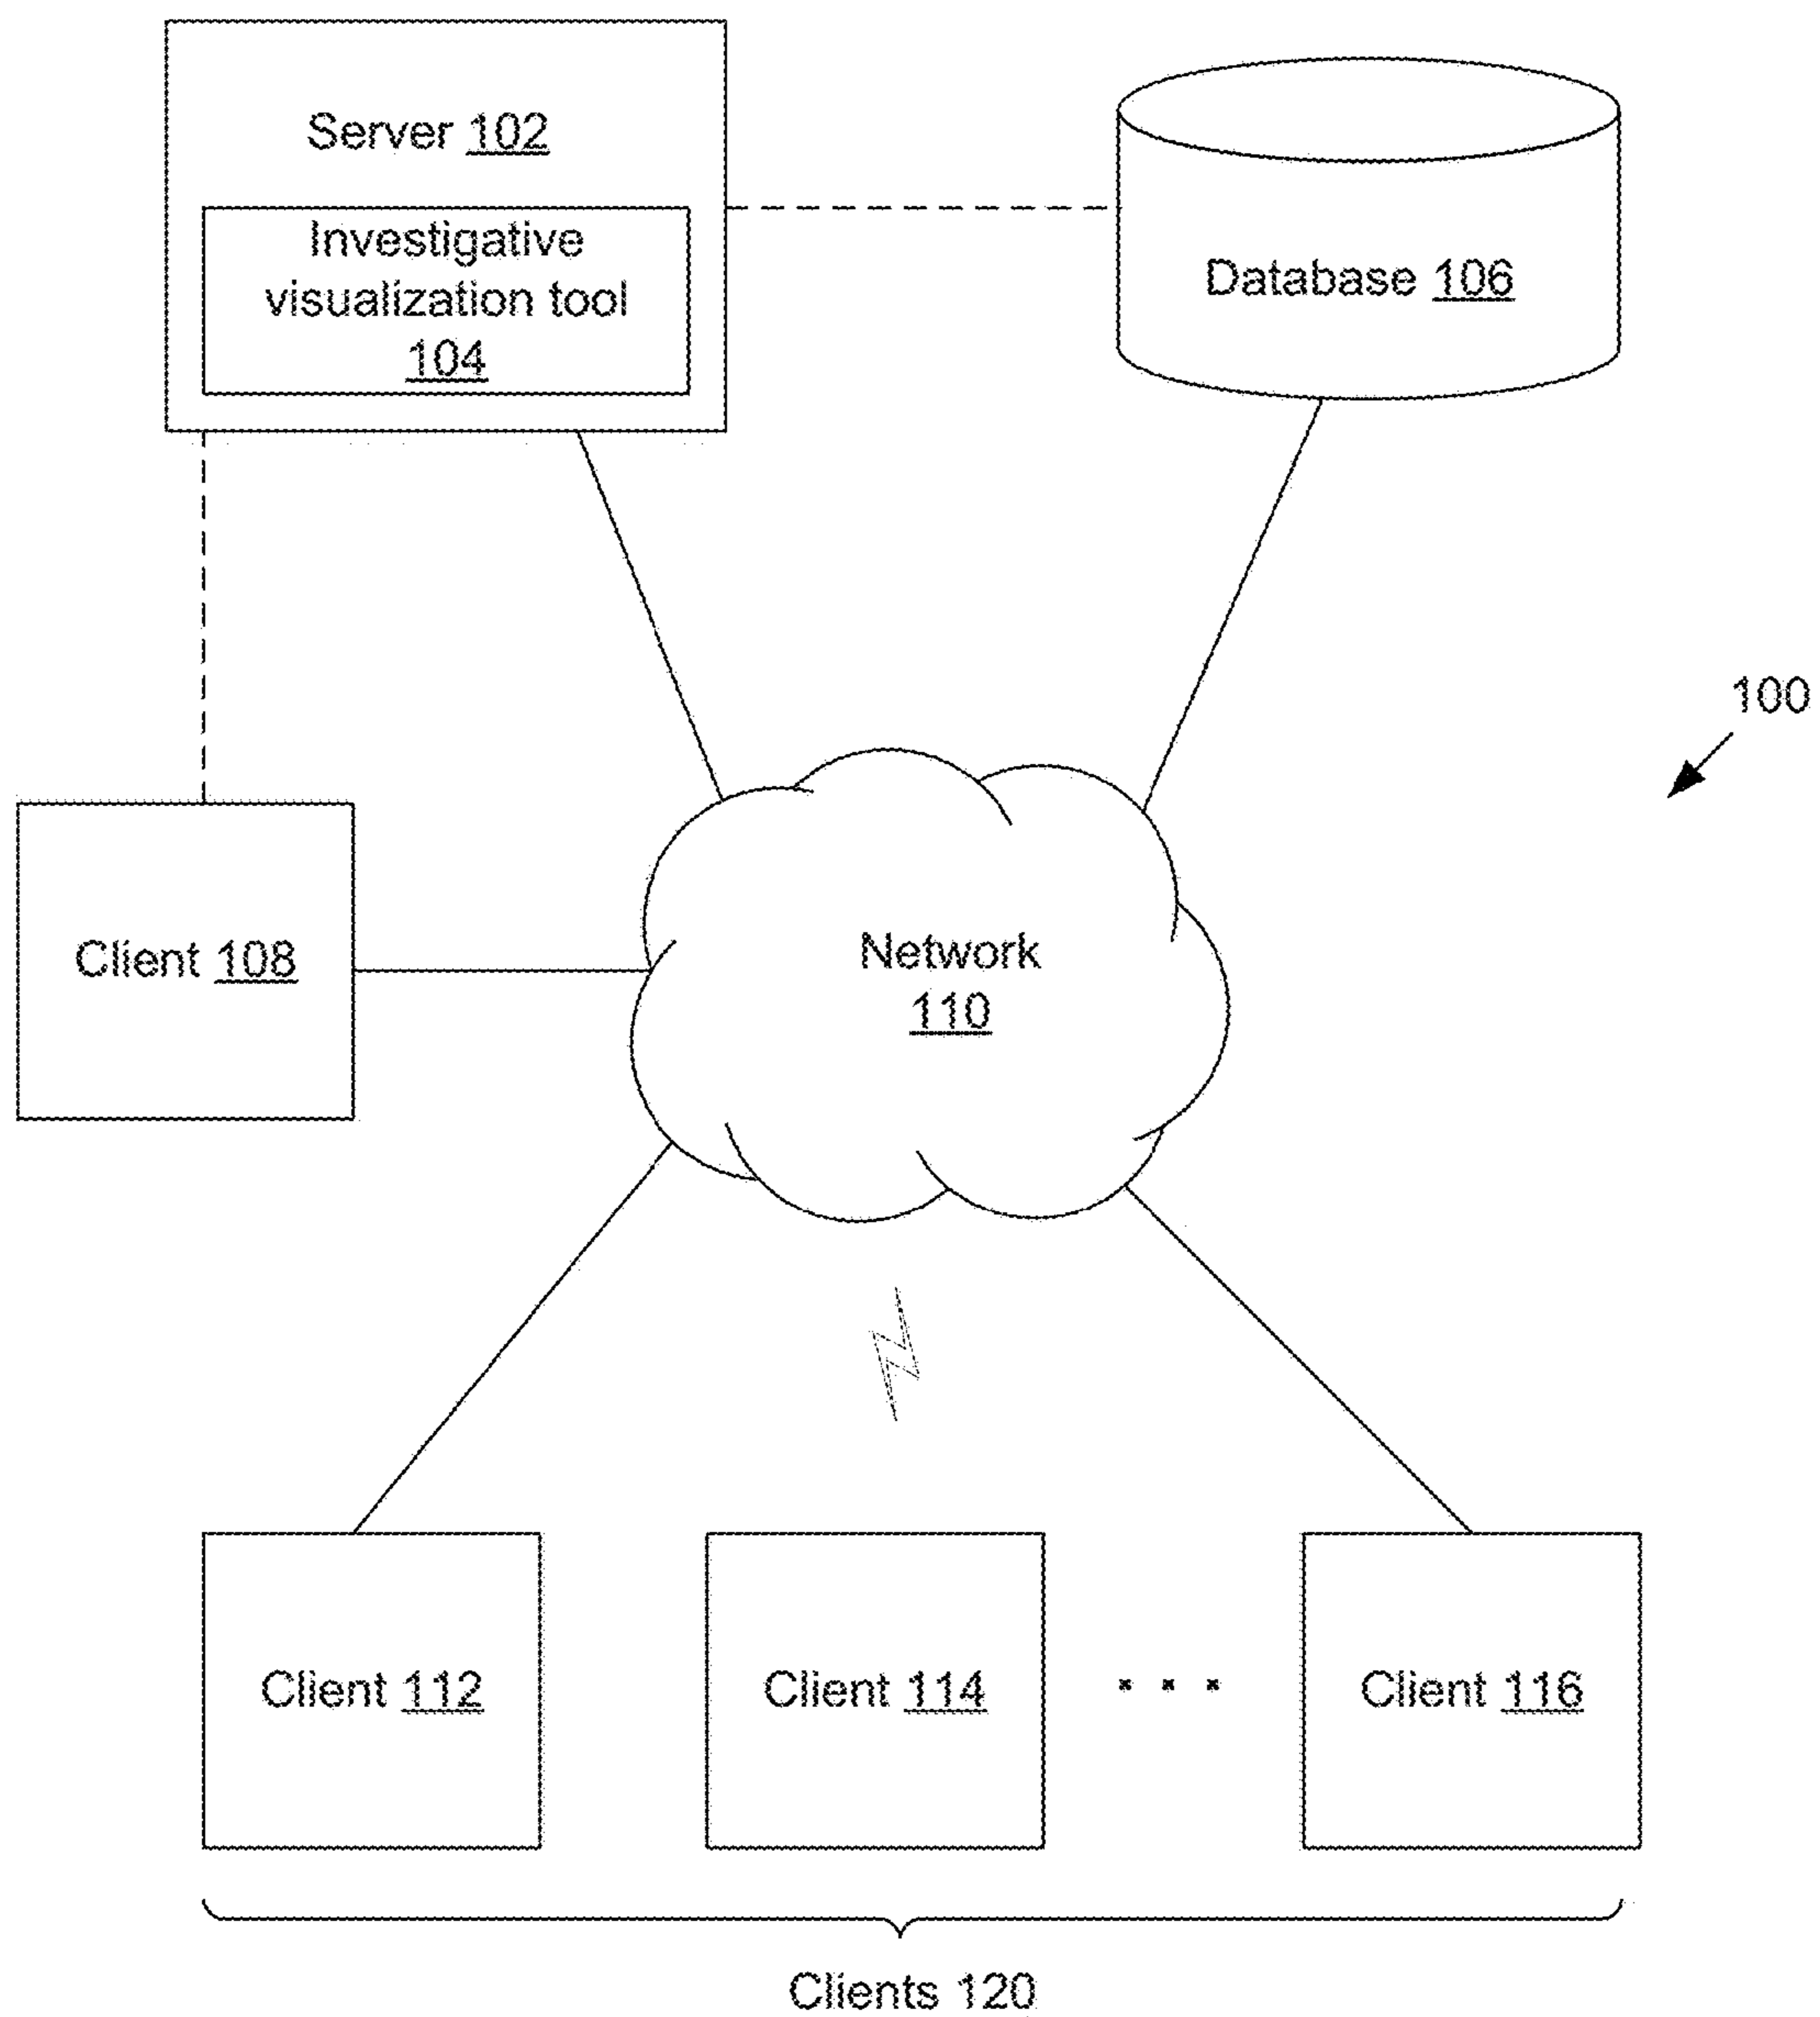 Server 102
Investigative
visualization tool
104
Database 106
100
Client 108
Network
110
Client 112
Client 114
. . .
Client 116
Clients 120